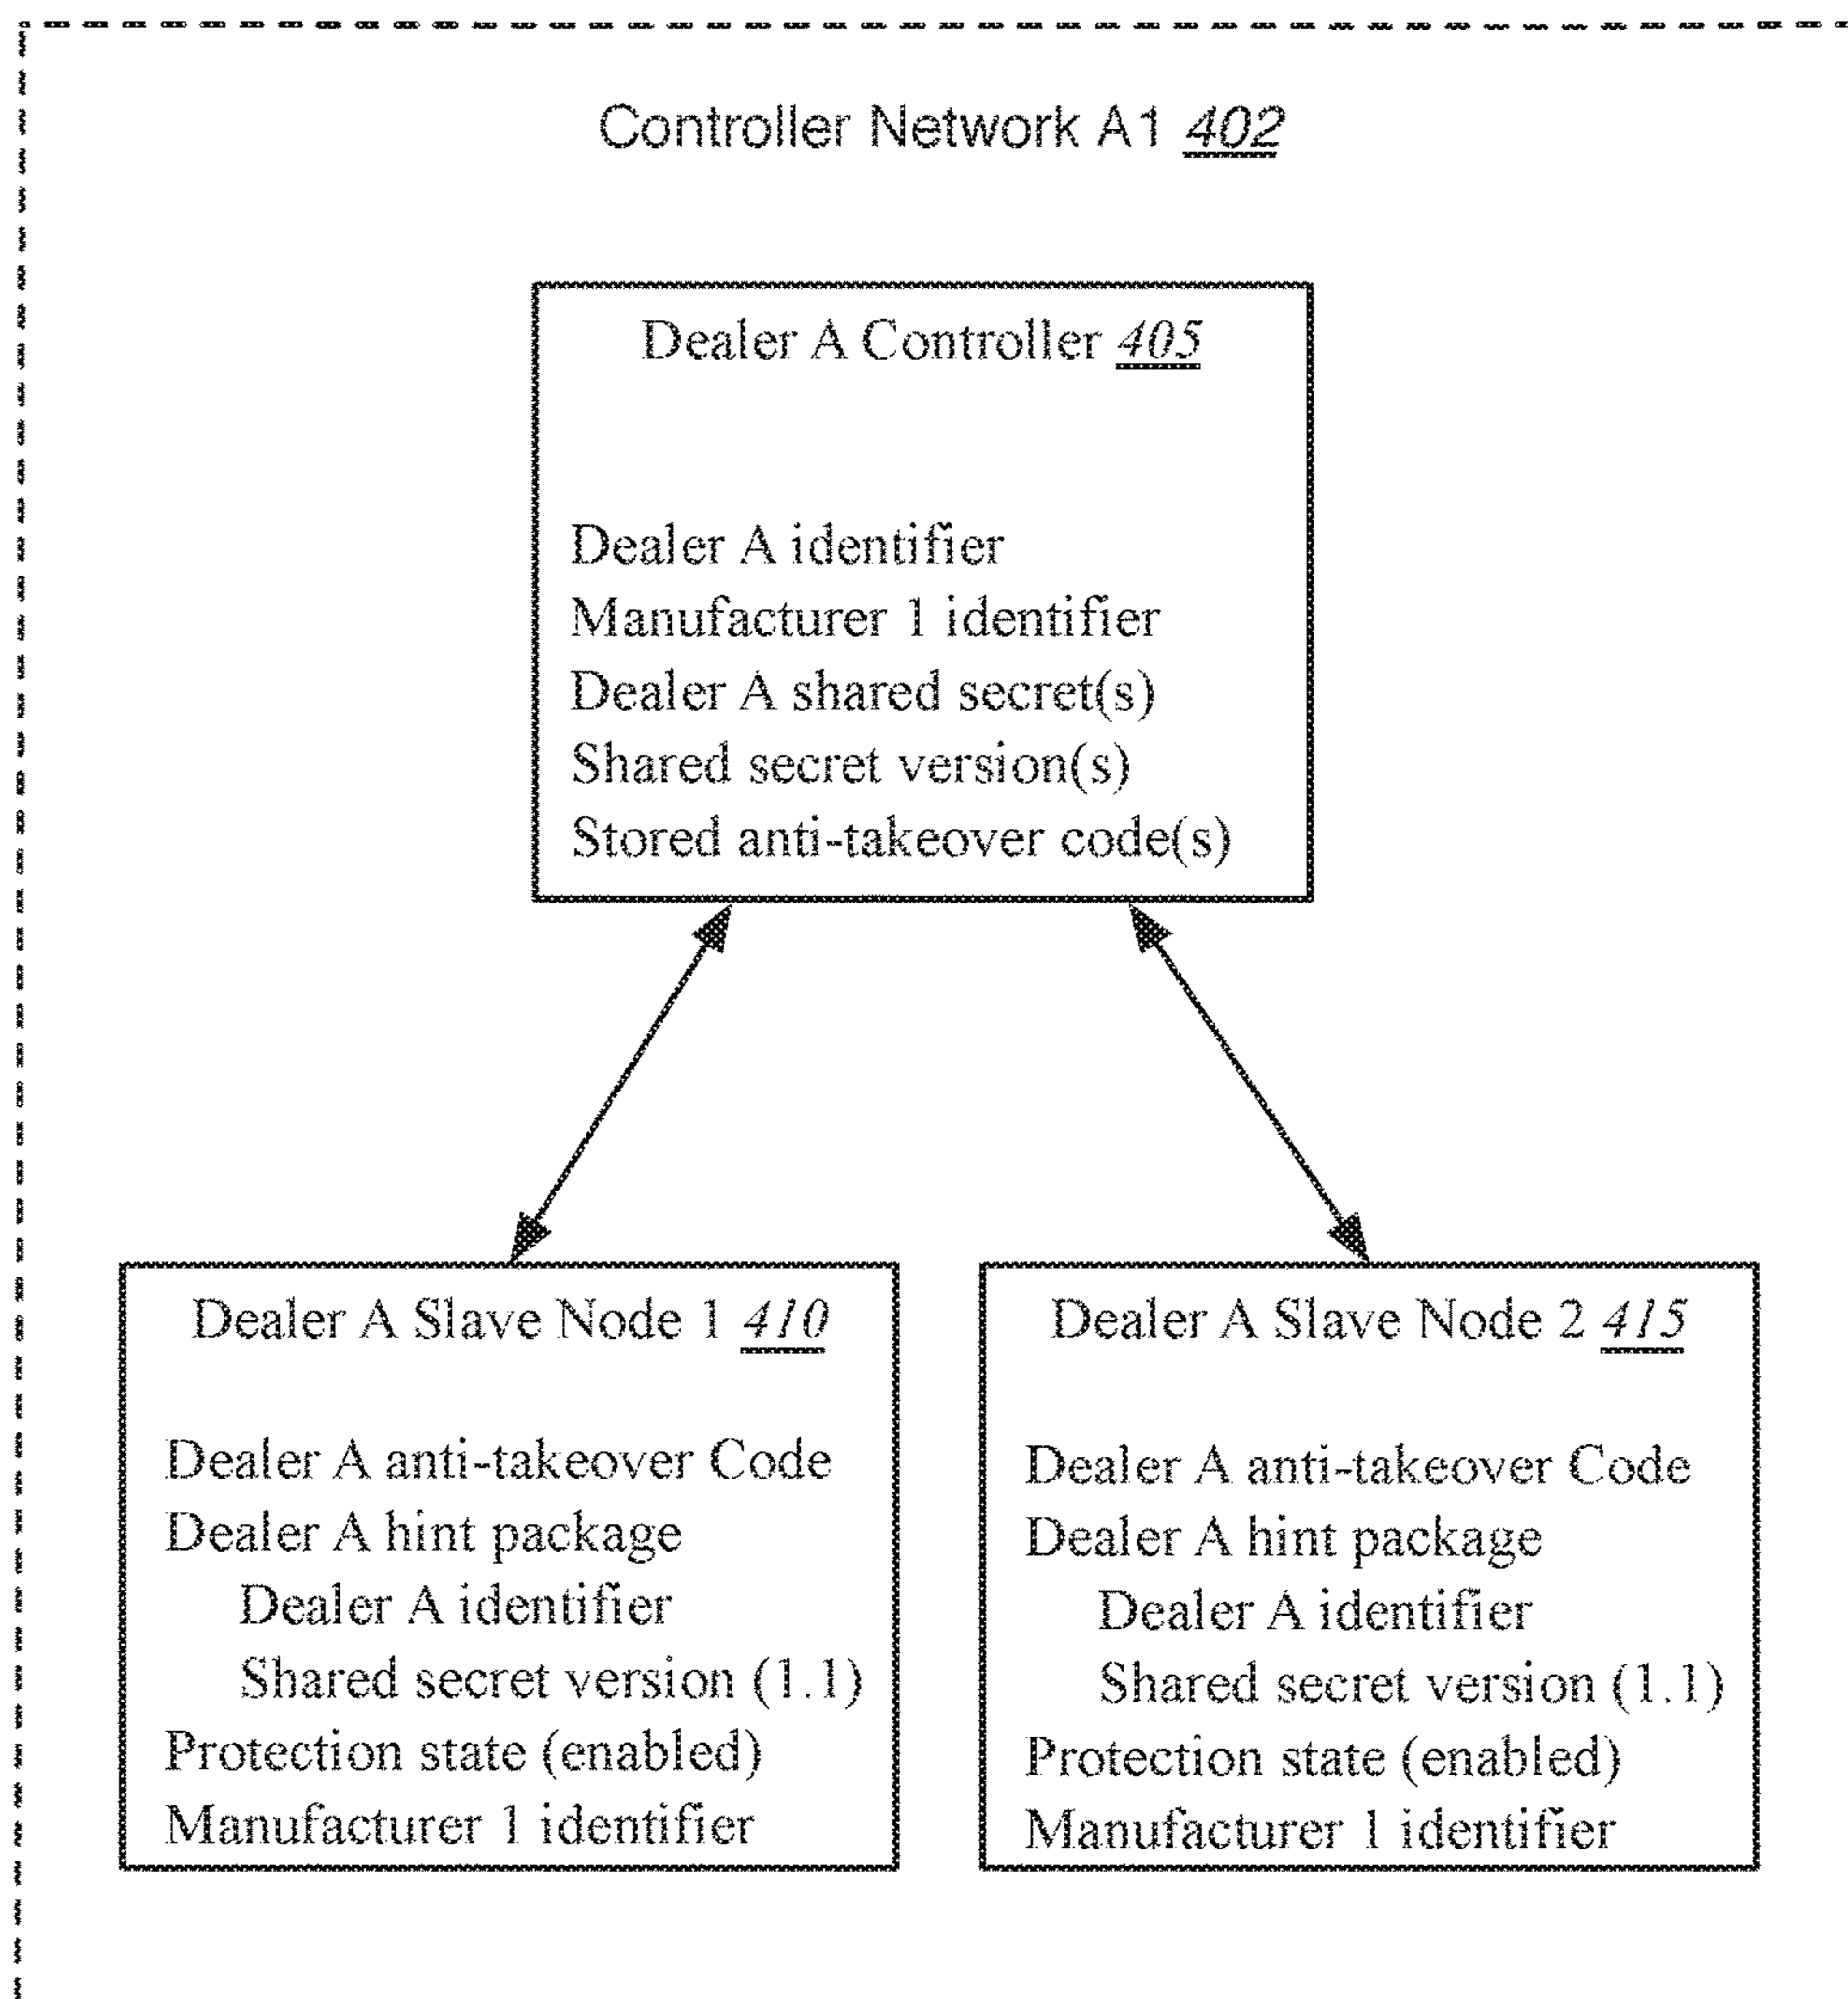 Controller Network A1 402
Dealer A Controller 405
Dealer A identifier
Manufacturer 1 identifier
Dealer A shared secret(s)
Shared secret version(s)
Stored anti-takeover code(s)
Dealer A Slave Node 1 410
Dealer A anti-takeover Code
Dealer A hint package
Dealer A identifier
Shared secret version (1.1)
Protection state (enabled)
Manufacturer 1 identifier
Dealer A Slave Node 2 415
Dealer A anti-takeover Code
Dealer A hint package
Dealer A identifier
Shared secret version (1.1)
Protection state (enabled)
Manufacturer 1 identifier